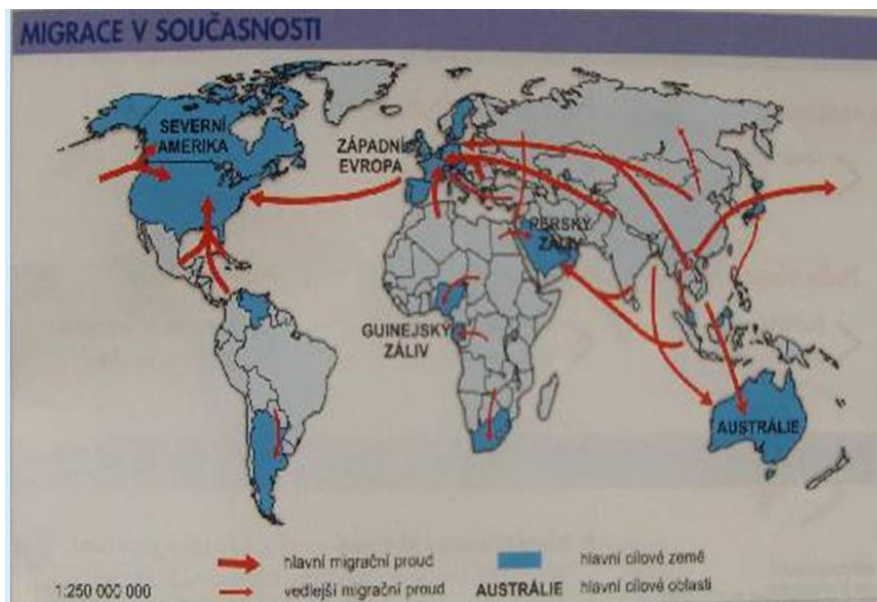 MIGRACE V SOUČASNOSTI
SEVERNÍ
AMERIKA
ZÁPADNÍ
EVROPA
PERSKÝ
ZÁLIV
GUINEJSKÝ
ZÁLIV
AUSTRÁLIE
hlavní migrační proud
hlavní cílové země
1:250 000 000
vedlejší migrační proud
AUSTRÁLIE
hlavní cílové oblasti